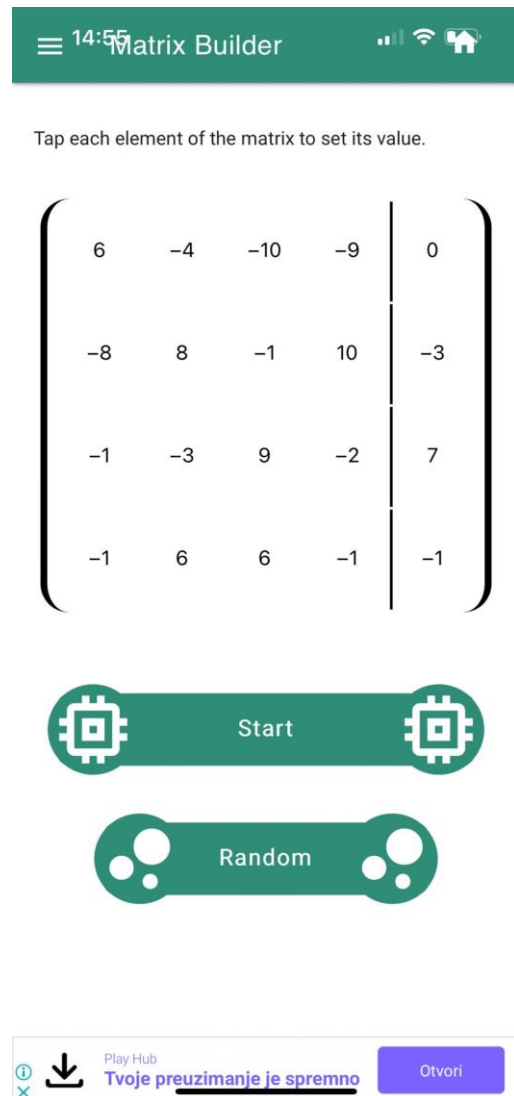 14:55
Matrix Builder
Tap each element of the matrix to set its value.
6 −4 −10 −9 0
−8 8 −1 10 −3
−1 −3 9 −2 7
−1 6 6 −1 −1
Start
Random
Play Hub
Tvoje preuzimanje je spremno
Otvori